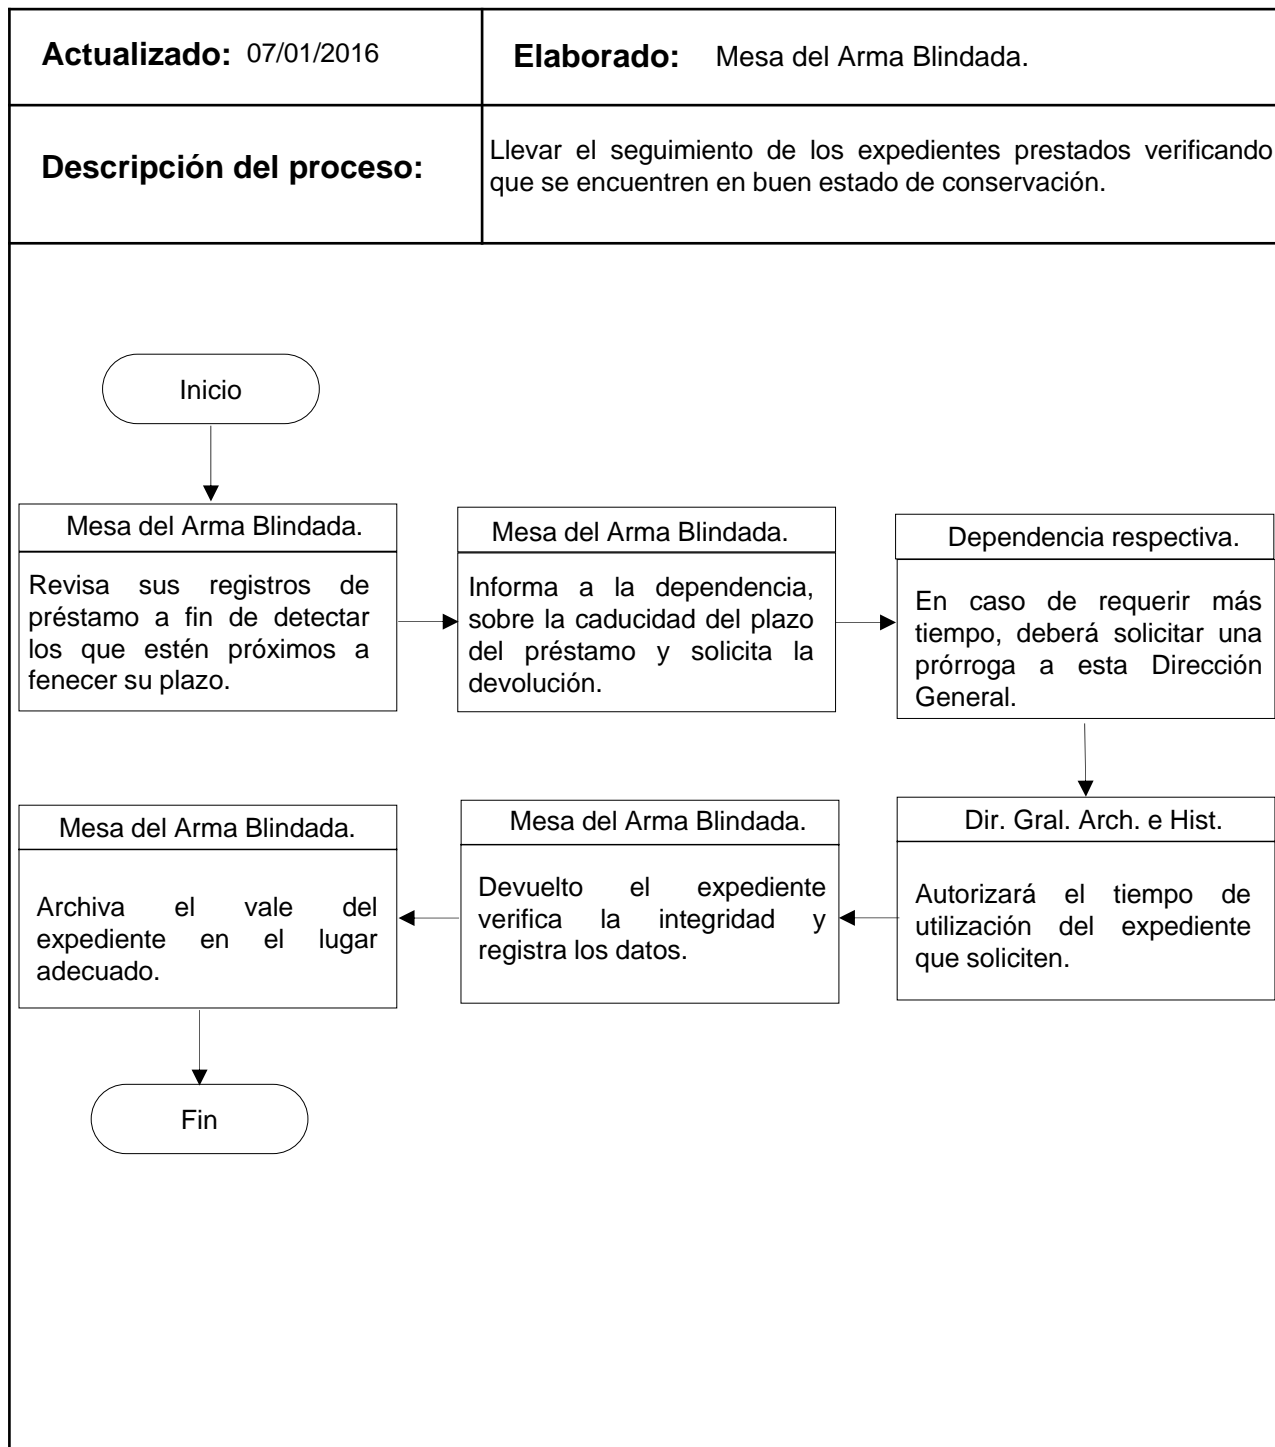 Actualizado: 07/01/2016
Elaborado: Mesa del Arma Blindada.
Descripción del proceso:
Llevar el seguimiento de los expedientes prestados verificando
que se encuentren en buen estado de conservación.
Inicio
Mesa del Arma Blindada.
Revisa sus registros de
préstamo a fin de detectar
los que estén próximos a
fenecer su plazo.
Mesa del Arma Blindada.
Informa a la dependencia,
sobre la caducidad del plazo
del préstamo y solicita la
devolución.
Dependencia respectiva.
En caso de requerir más
tiempo, deberá solicitar una
prórroga a esta Dirección
General.
Dir. Gral. Arch. e Hist.
Autorizará el tiempo de
utilización del expediente
que soliciten.
Mesa del Arma Blindada.
Devuelto el expediente
verifica la integridad y
registra los datos.
Mesa del Arma Blindada.
Archiva el vale del
expediente en el lugar
adecuado.
Fin